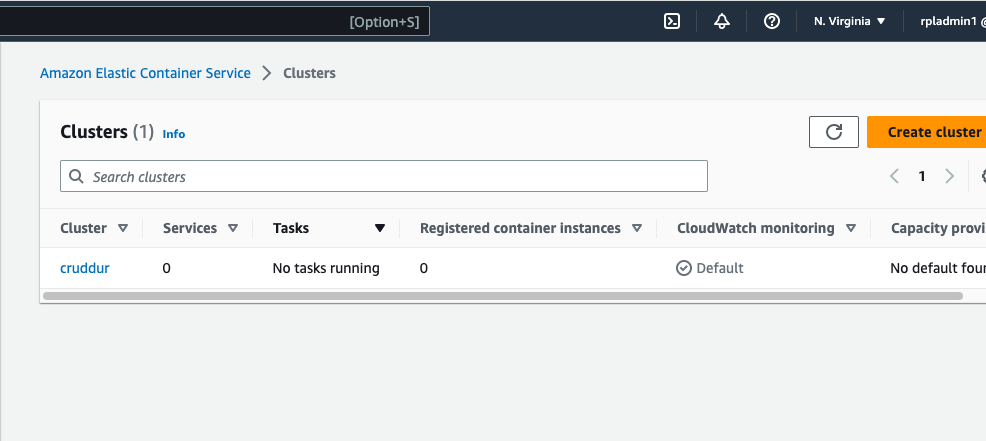 [Option+S]
N. Virginia
rpladmin1 @
Amazon Elastic Container Service > Clusters
Clusters (1) Info
Create cluster
Search clusters
1
Cluster Services Tasks Registered container instances CloudWatch monitoring Capacity provi
cruddur 0 No tasks running 0 Default No default four